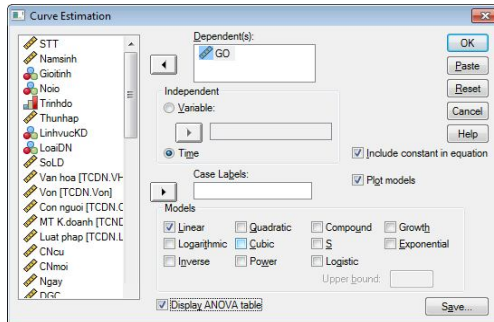 Curve Estimation
STT
Namsinh
Gioitinh
Noio
Trinhdo
Thunhap
LinhvucKD
LoaiDN
SoLD
Van hoa [TCDN.VH
Von [TCDN.Von]
Con nguoi [TCDN.C
MT K.doanh [TCND
Luat phap [TCDN.L
CNcu
CNmoi
Ngay
DGC
Dependent(s):
GO
Independent
Variable:
Time
Case Labels:
Include constant in equation
Plot models
Models
Linear Quadratic Compound Growth
Logarithmic Cubic S Exponential
Inverse Power Logistic
Upper bound:
Display ANOVA table
Save...
OK
Paste
Reset
Cancel
Help